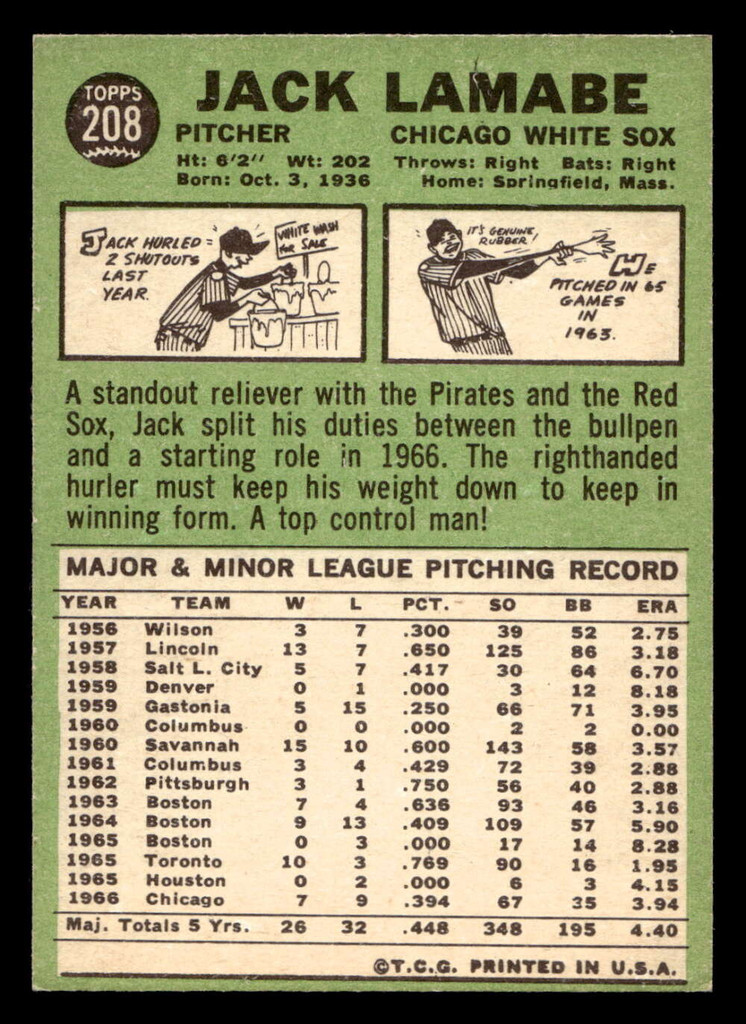 TOPPS
208
JACK LAMABE
PITCHER CHICAGO WHITE SOX
Ht: 6'2" Wt: 202 Throws: Right Bats: Right
Born: Oct. 3, 1936 Home: Springfield, Mass.
JACK HURLED
2 SHUTOUTS
LAST
YEAR.
WHITE WASH
FOR SALE
IT'S GENUINE
RUBBER!
HE
PITCHED IN 65
GAMES
IN
1963.
A standout reliever with the Pirates and the Red
Sox, Jack split his duties between the bullpen
and a starting role in 1966. The righthanded
hurler must keep his weight down to keep in
winning form. A top control man!
MAJOR & MINOR LEAGUE PITCHING RECORD
YEAR TEAM W L PCT. SO BB ERA
1956 Wilson 3 7 .300 39 52 2.75
1957 Lincoln 13 7 .650 125 86 3.18
1958 Salt L. City 5 7 .417 30 64 6.70
1959 Denver 0 1 .000 3 12 8.18
1959 Gastonia 5 15 .250 66 71 3.95
1960 Columbus 0 0 .000 2 2 0.00
1960 Savannah 15 10 .600 143 58 3.57
1961 Columbus 3 4 .429 72 39 2.88
1962 Pittsburgh 3 1 .750 56 40 2.88
1963 Boston 7 4 .636 93 46 3.16
1964 Boston 9 13 .409 109 57 5.90
1965 Boston 0 3 .000 17 14 8.28
1965 Toronto 10 3 .769 90 16 1.95
1965 Houston 0 2 .000 6 3 4.15
1966 Chicago 7 9 .394 67 35 3.94
Maj. Totals 5 Yrs. 26 32 .448 348 195 4.40
©T.C.G. PRINTED IN U.S.A.